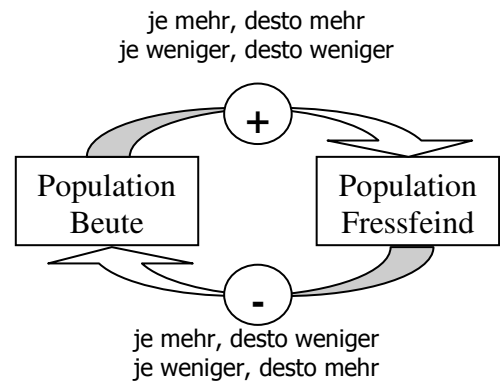 je mehr, desto mehr
je weniger, desto weniger
+
Population
Beute
Population
Fressfeind
-
je mehr, desto weniger
je weniger, desto mehr